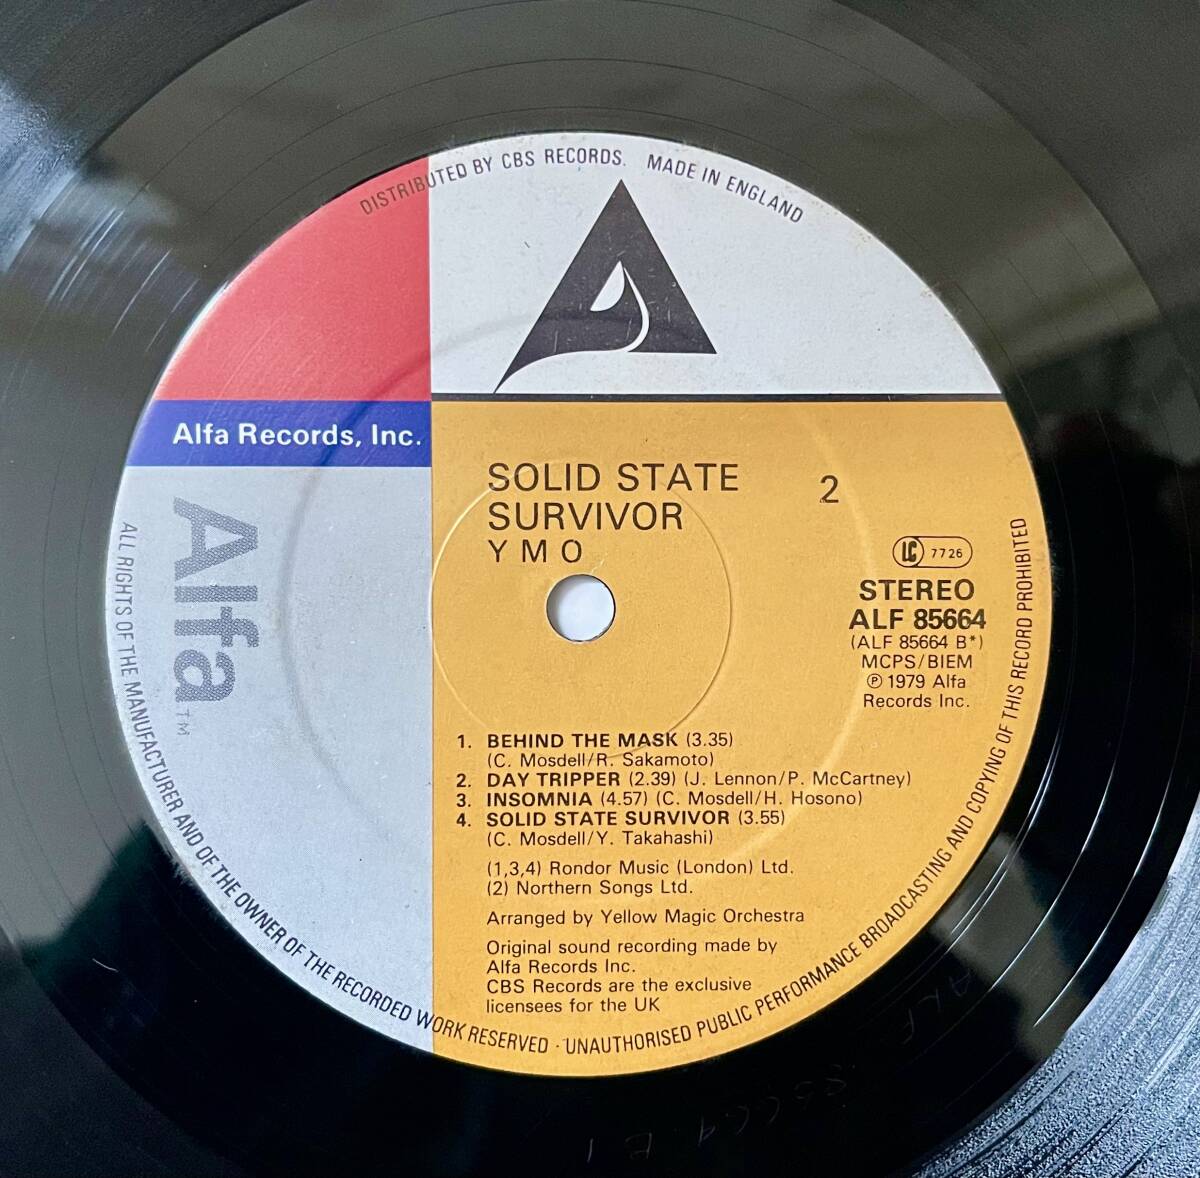 DISTRIBUTED BY CBS RECORDS. MADE IN ENGLAND
Alfa Records, Inc.
Alfa™
SOLID STATE
SURVIVOR
Y M O
2
LC 7726
STEREO
ALF 85664
(ALF 85664 B*)
MCPS/BIEM
℗ 1979 Alfa
Records Inc.
1. BEHIND THE MASK (3.35)
(C. Mosdell/R. Sakamoto)
2. DAY TRIPPER (2.39) (J. Lennon/P. McCartney)
3. INSOMNIA (4.57) (C. Mosdell/H. Hosono)
4. SOLID STATE SURVIVOR (3.55)
(C. Mosdell/Y. Takahashi)
(1,3,4) Rondor Music (London) Ltd.
(2) Northern Songs Ltd.
Arranged by Yellow Magic Orchestra
Original sound recording made by
Alfa Records Inc.
CBS Records are the exclusive
licensees for the UK
ALL RIGHTS OF THE MANUFACTURER AND OF THE OWNER OF THE RECORDED WORK RESERVED · UNAUTHORISED PUBLIC PERFORMANCE BROADCASTING AND COPYING OF THIS RECORD PROHIBITED
ALF 85664 B1